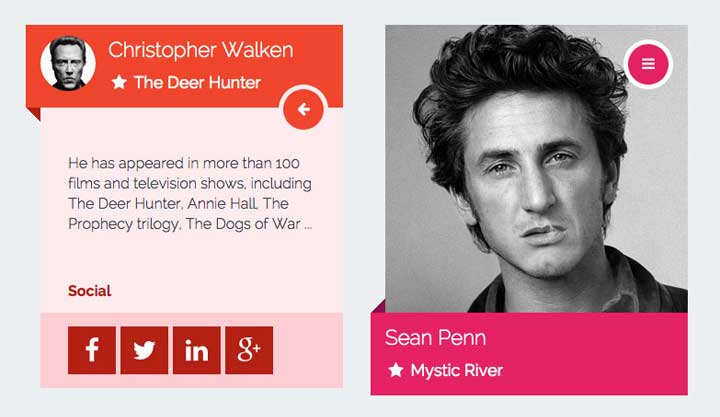 Christopher Walken
The Deer Hunter
He has appeared in more than 100
films and television shows, including
The Deer Hunter, Annie Hall, The
Prophecy trilogy, The Dogs of War ...
Social
f
in
g+
Sean Penn
Mystic River